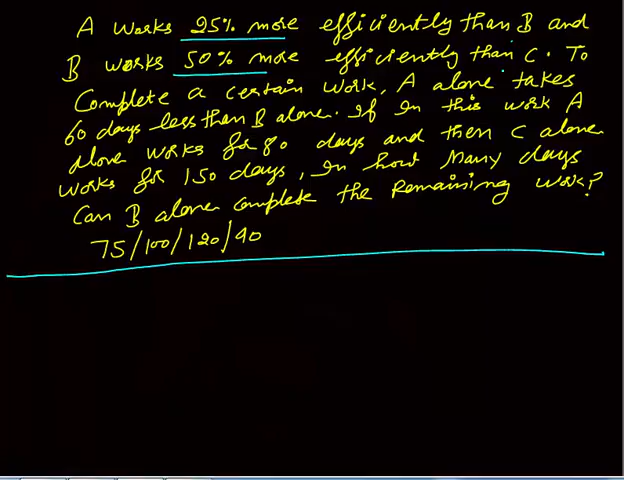 A works 25% more efficiently than B and
B works 50% more efficiently than C. To
Complete a certain work, A alone takes
60 days less than B alone. If in this work A
alone works for 80 days and then C alone
works for 150 days, In how many days
Can B alone complete the remaining work?
75/100/120/90